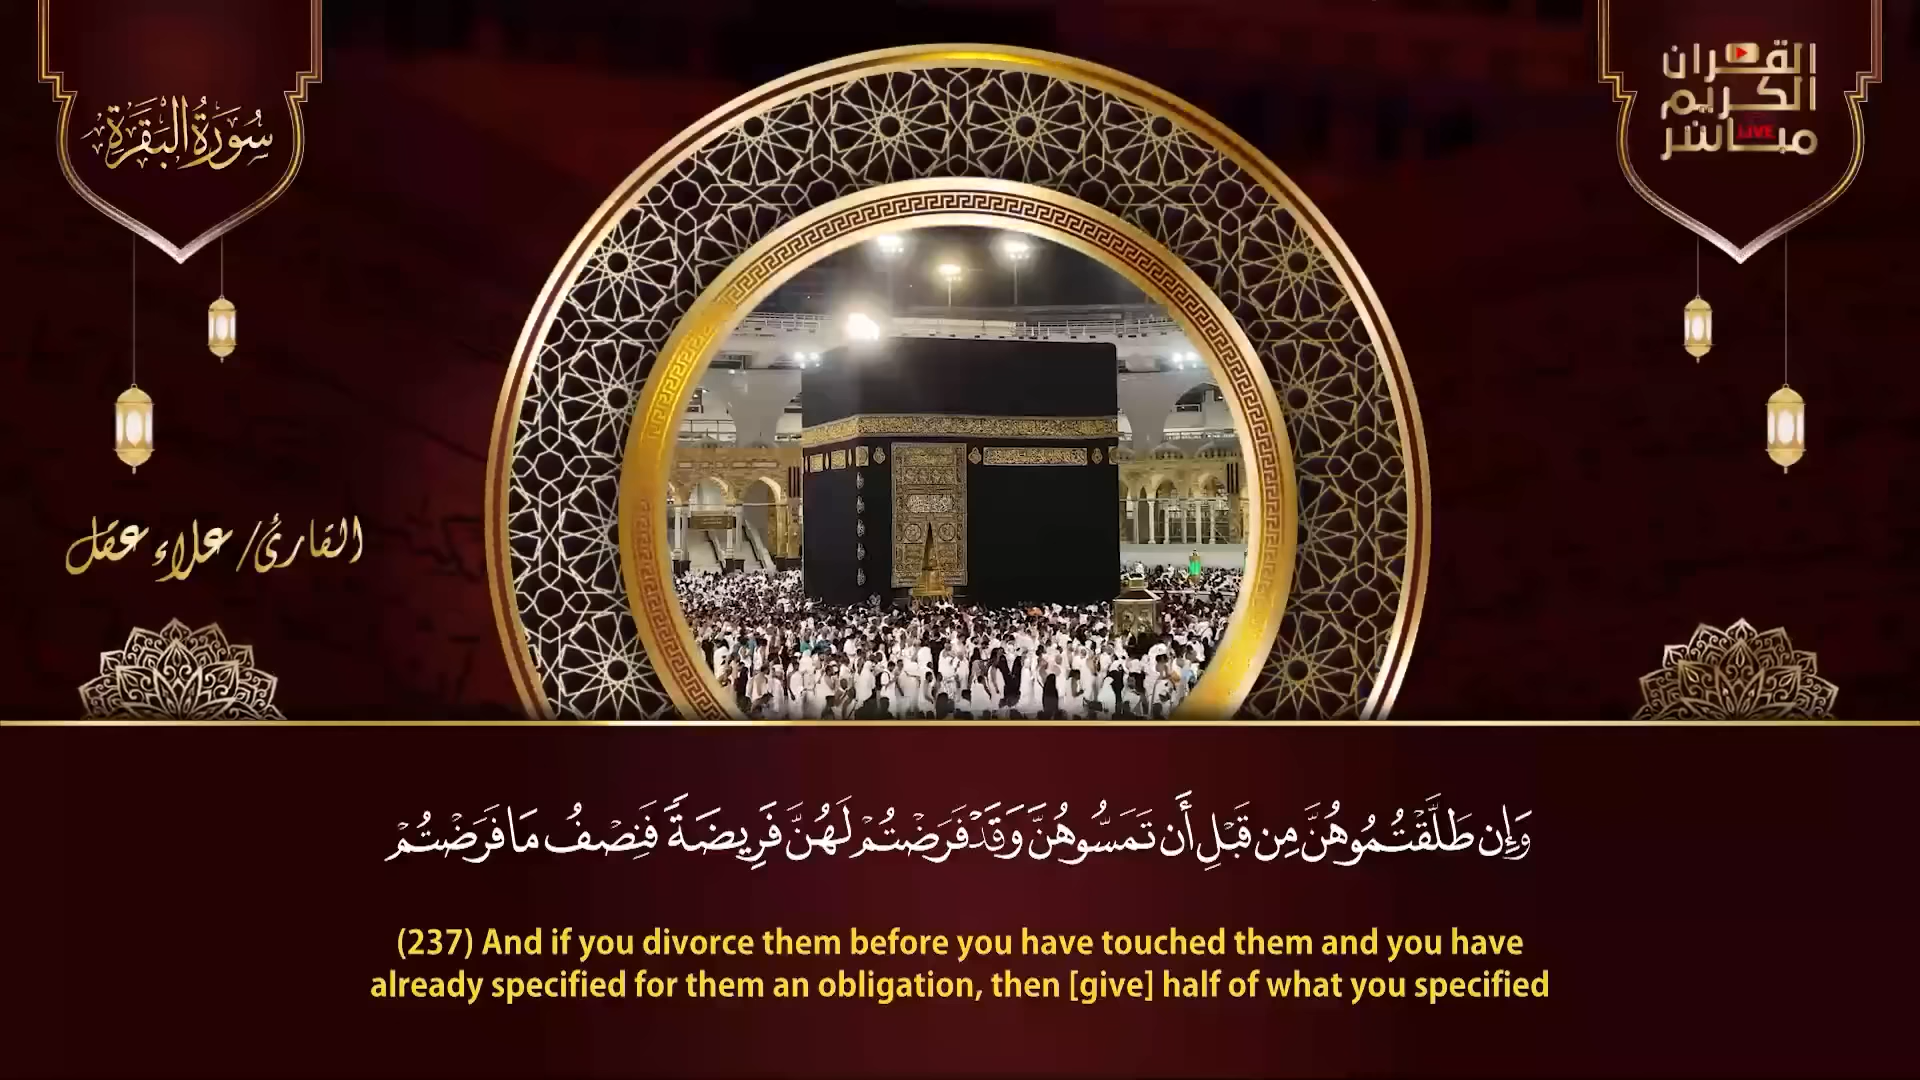 سُورَةُ البَقَرَةِ
القرآن
الكريم
مباشر
LIVE
القارئ/ علاء عقل
وَإِن طَلَّقْتُمُوهُنَّ مِن قَبْلِ أَن تَمَسُّوهُنَّ وَقَدْ فَرَضْتُمْ لَهُنَّ فَرِيضَةً فَنِصْفُ مَا فَرَضْتُمْ
(237) And if you divorce them before you have touched them and you have
already specified for them an obligation, then [give] half of what you specified